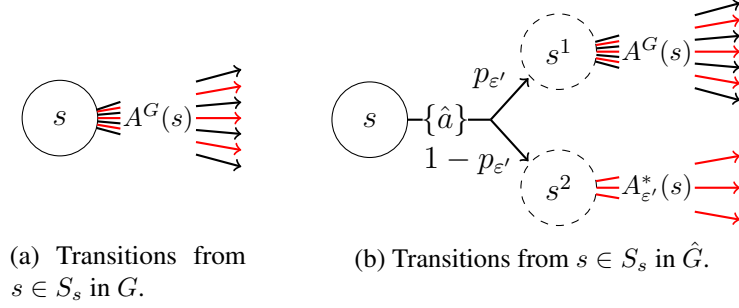 s
A^G(s)
s
{â}
p_ε′
1 − p_ε′
s^1
A^G(s)
s^2
A^*_ε′(s)
(a) Transitions from
s ∈ S_s in G.
(b) Transitions from s ∈ S_s in Ĝ.